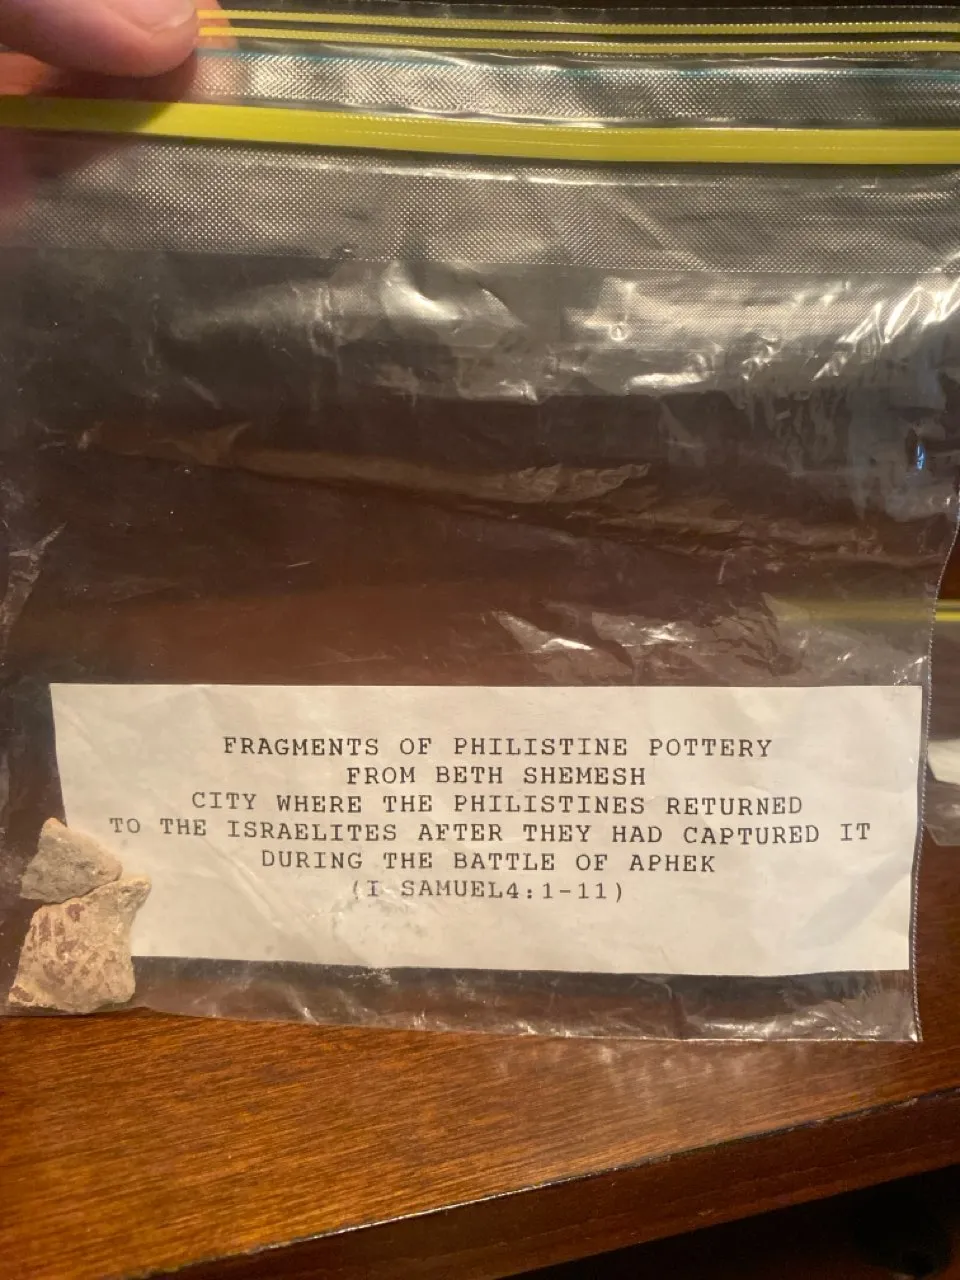 FRAGMENTS OF PHILISTINE POTTERY
FROM BETH SHEMESH
CITY WHERE THE PHILISTINES RETURNED
TO THE ISRAELITES AFTER THEY HAD CAPTURED IT
DURING THE BATTLE OF APHEK
(I SAMUEL4:1-11)